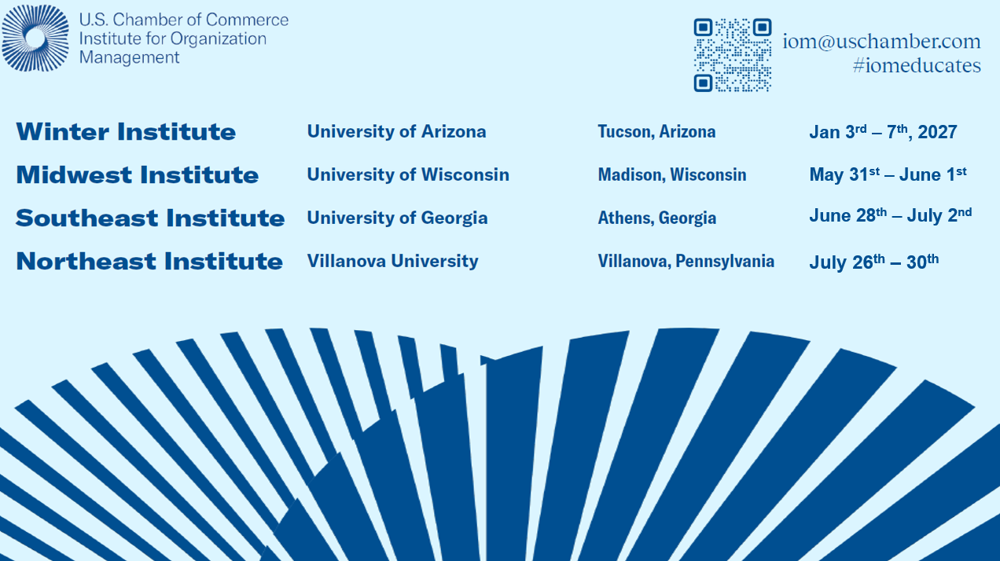 U.S. Chamber of Commerce
Institute for Organization
Management
iom@uschamber.com
#iomeducates
Winter Institute University of Arizona Tucson, Arizona Jan 3rd – 7th, 2027
Midwest Institute University of Wisconsin Madison, Wisconsin May 31st – June 1st
Southeast Institute University of Georgia Athens, Georgia June 28th – July 2nd
Northeast Institute Villanova University Villanova, Pennsylvania July 26th – 30th